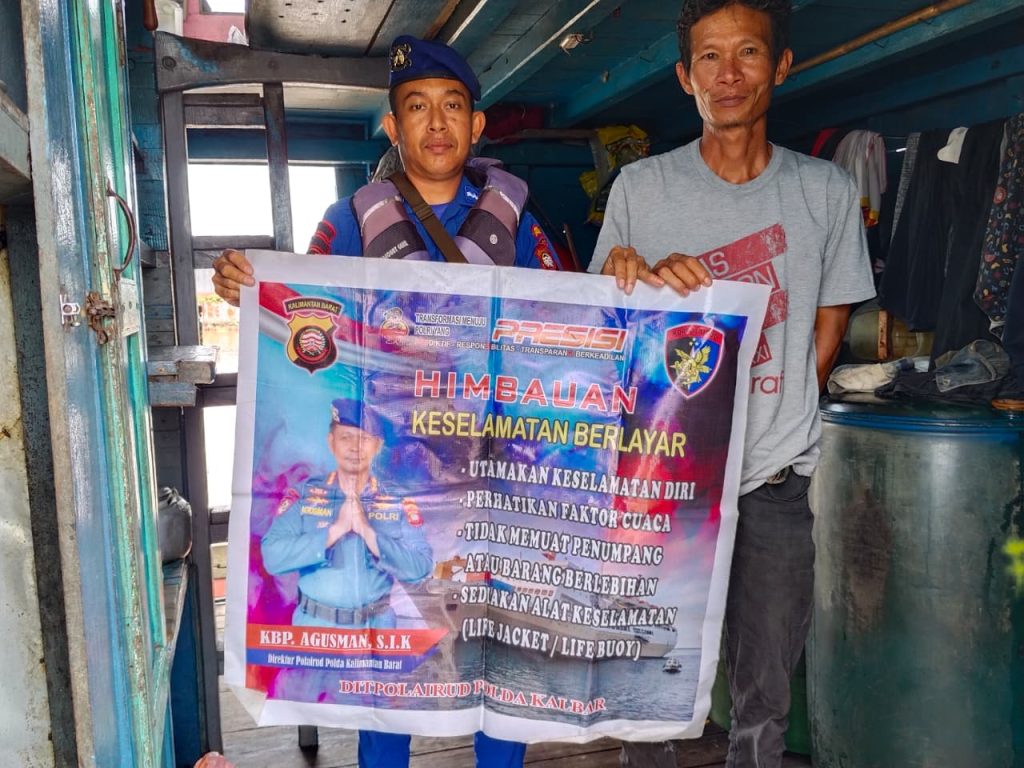 KALIMANTAN BARAT
TRANSFORMASI MENUJU
POLRI YANG
PRESISI
RESPONSIBILITAS - TRANSPARAN BERKEADILAN
HIMBAUAN
KESELAMATAN BERLAYAR
- UTAMAKAN KESELAMATAN DIRI
- PERHATIKAN FAKTOR CUACA
- TIDAK MEMUAT PENUMPANG
ATAU BARANG BERLEBIHAN
- SEDIAKAN ALAT KESELAMATAN
(LIFE JACKET / LIFE BUOY)
AGUSMAN
POLRI
KBP. AGUSMAN, S.I.K
Direktur Polairud Polda Kalimantan Barat
DITPOLAIRUD POLDA KALBAR